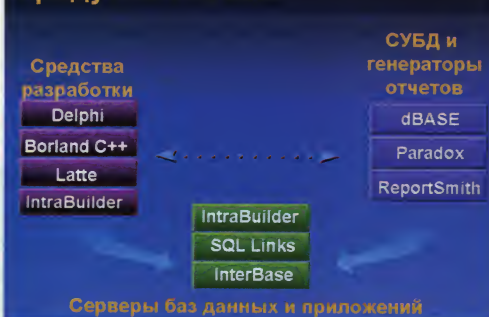 Средства
разработки
Delphi
Borland C++
Latte
IntraBuilder
СУБД и
генераторы
отчетов
dBASE
Paradox
ReportSmith
IntraBuilder
SQL Links
InterBase
Серверы баз данных и приложений